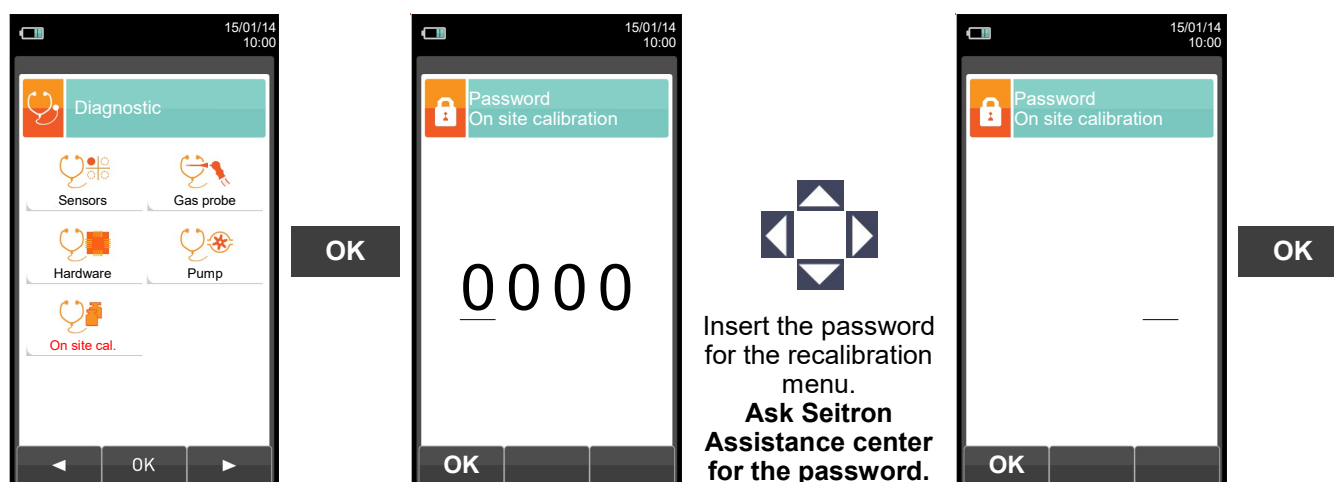 15/01/14
10:00
Diagnostic
Sensors
Gas probe
Hardware
Pump
On site cal.
OK
OK
15/01/14
10:00
Password
On site calibration
0000
OK
Insert the password
for the recalibration
menu.
Ask Seitron
Assistance center
for the password.
15/01/14
10:00
Password
On site calibration
OK
OK